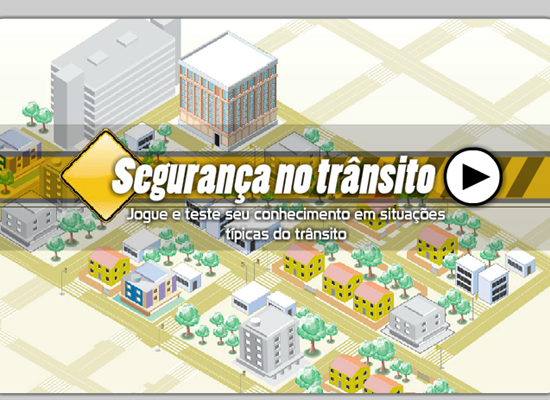 Segurança no trânsito
Jogue e teste seu conhecimento em situações
típicas do trânsito